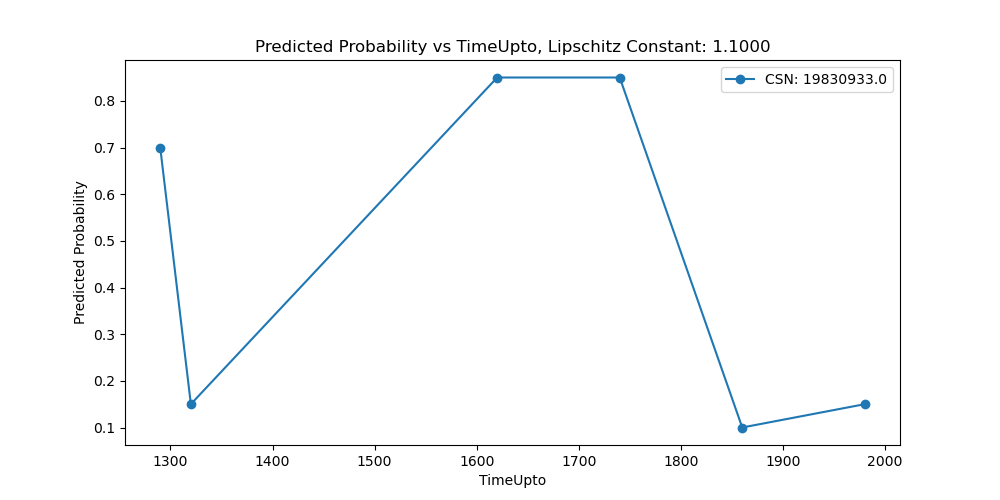 Predicted Probability vs TimeUpto, Lipschitz Constant: 1.1000
CSN: 19830933.0
Predicted Probability
0.8
0.7
0.6
0.5
0.4
0.3
0.2
0.1
1300 1400 1500 1600 1700 1800 1900 2000
TimeUpto